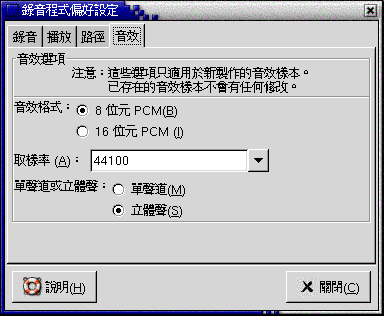 錄音程式偏好設定
錄音 播放 路徑 音效
音效選項
注意：這些選項只適用於新製作的音效樣本。
已存在的音效樣本不會有任何修改。
音效格式： 8 位元 PCM(B)
16 位元 PCM (I)
取樣率 (A)： 44100
單聲道或立體聲： 單聲道(M)
立體聲(S)
說明(H) 關閉(C)